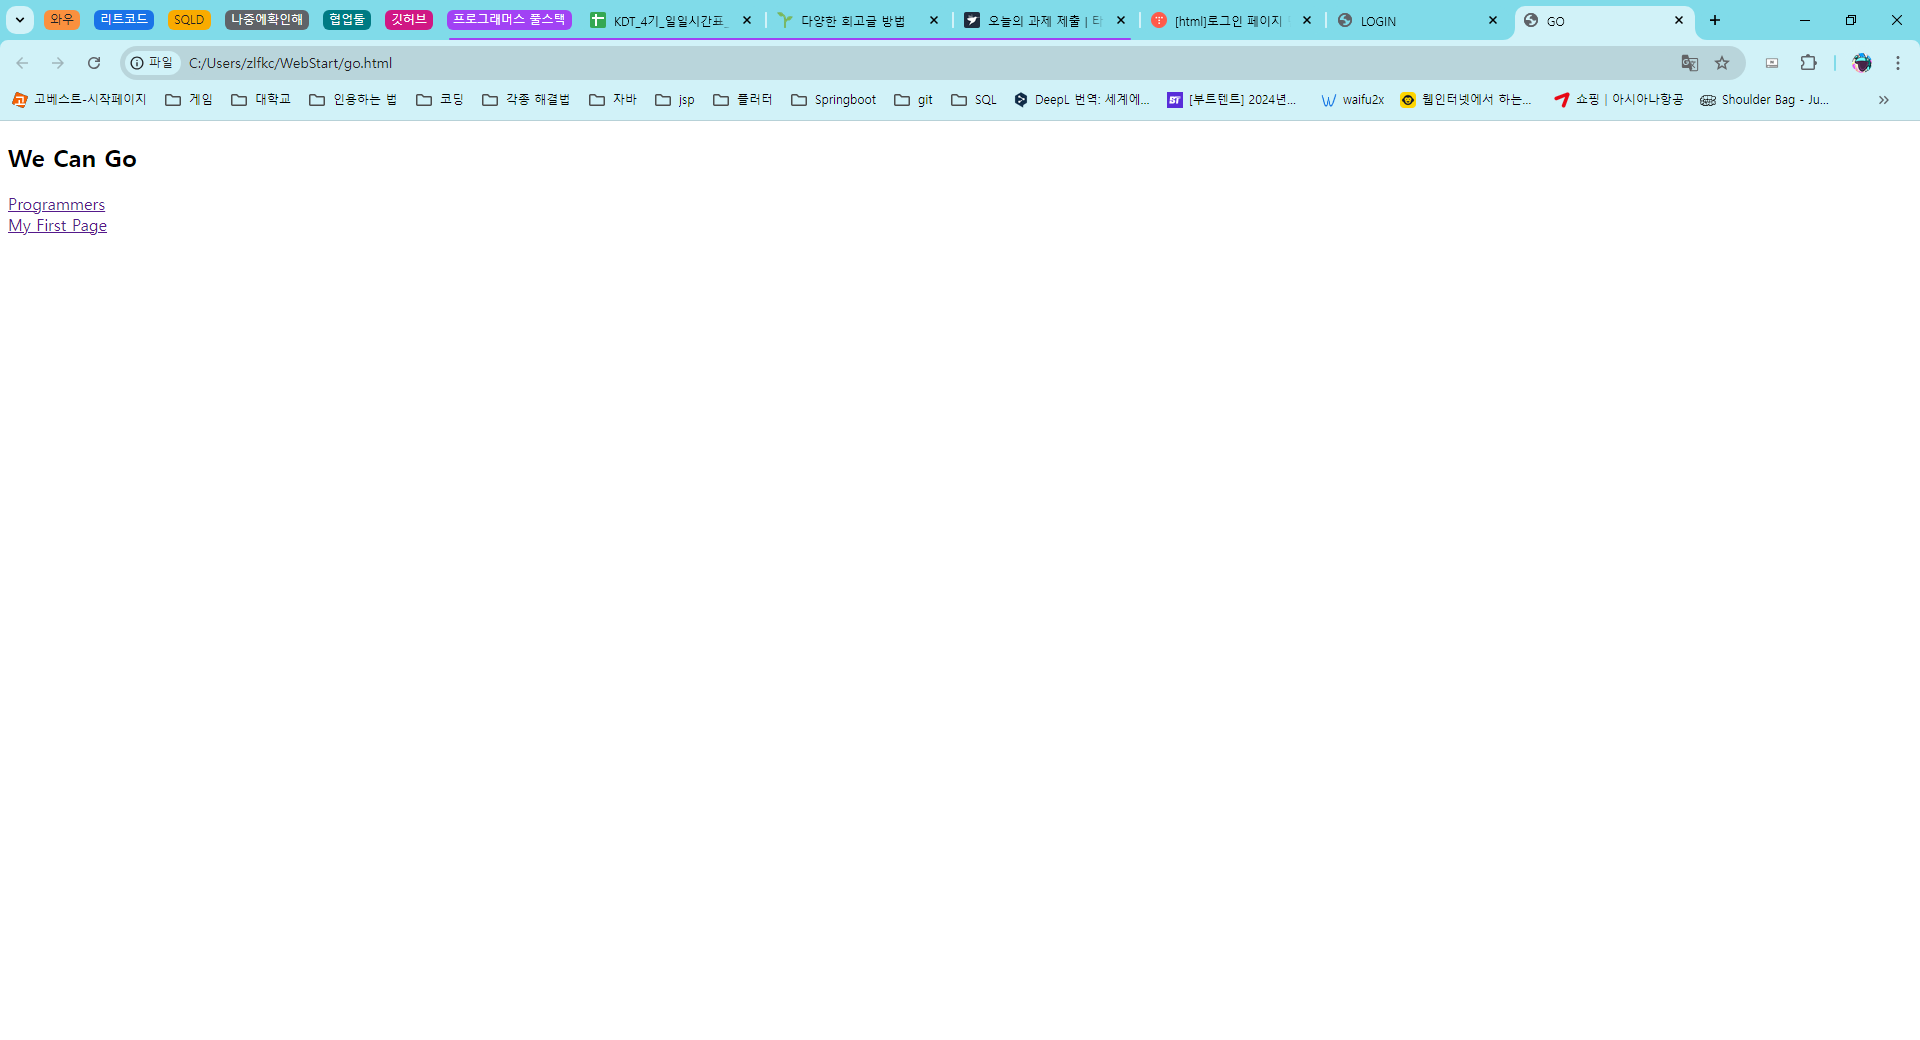 와우 리트코드 SQLD 나중에확인해 협업툴 깃허브 프로그래머스 풀스택 KDT_4기_일일시간표_ 다양한 회고글 방법 오늘의 과제 제출 | 타 [html]로그인 페이지 LOGIN GO
파일 C:/Users/zlfkc/WebStart/go.html
고베스트-시작페이지 게임 대학교 인용하는 법 코딩 각종 해결법 자바 jsp 플러터 Springboot git SQL DeepL 번역: 세계에... [부트텐트] 2024년... waifu2x 웹인터넷에서 하는... 쇼핑 | 아시아나항공 Shoulder Bag - Ju...
We Can Go
Programmers
My First Page